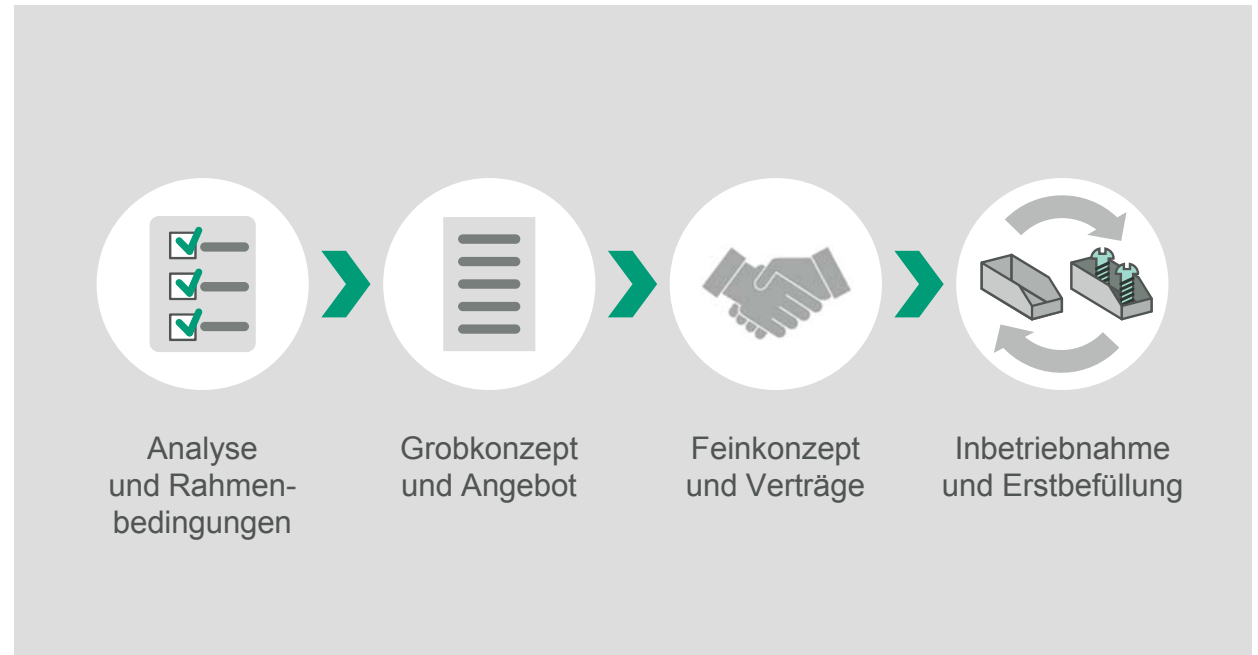 Analyse
und Rahmen-
bedingungen
Grobkonzept
und Angebot
Feinkonzept
und Verträge
Inbetriebnahme
und Erstbefüllung